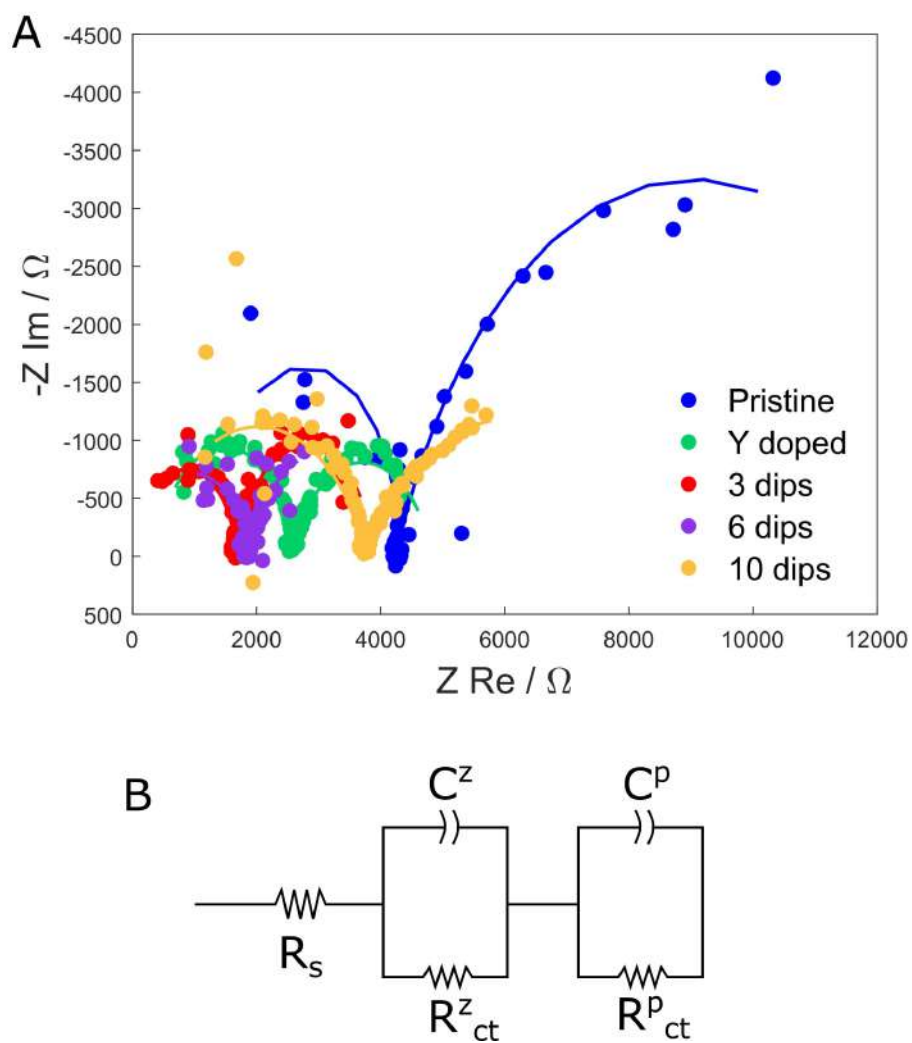 A
-4500
-4000
-3500
-3000
-2500
-2000
-1500
-1000
-500
0
500
-Z Im / Ω
0 2000 4000 6000 8000 10000 12000
Z Re / Ω
Pristine
Y doped
3 dips
6 dips
10 dips
B
C^z C^p
R_s
R^z_ct R^p_ct